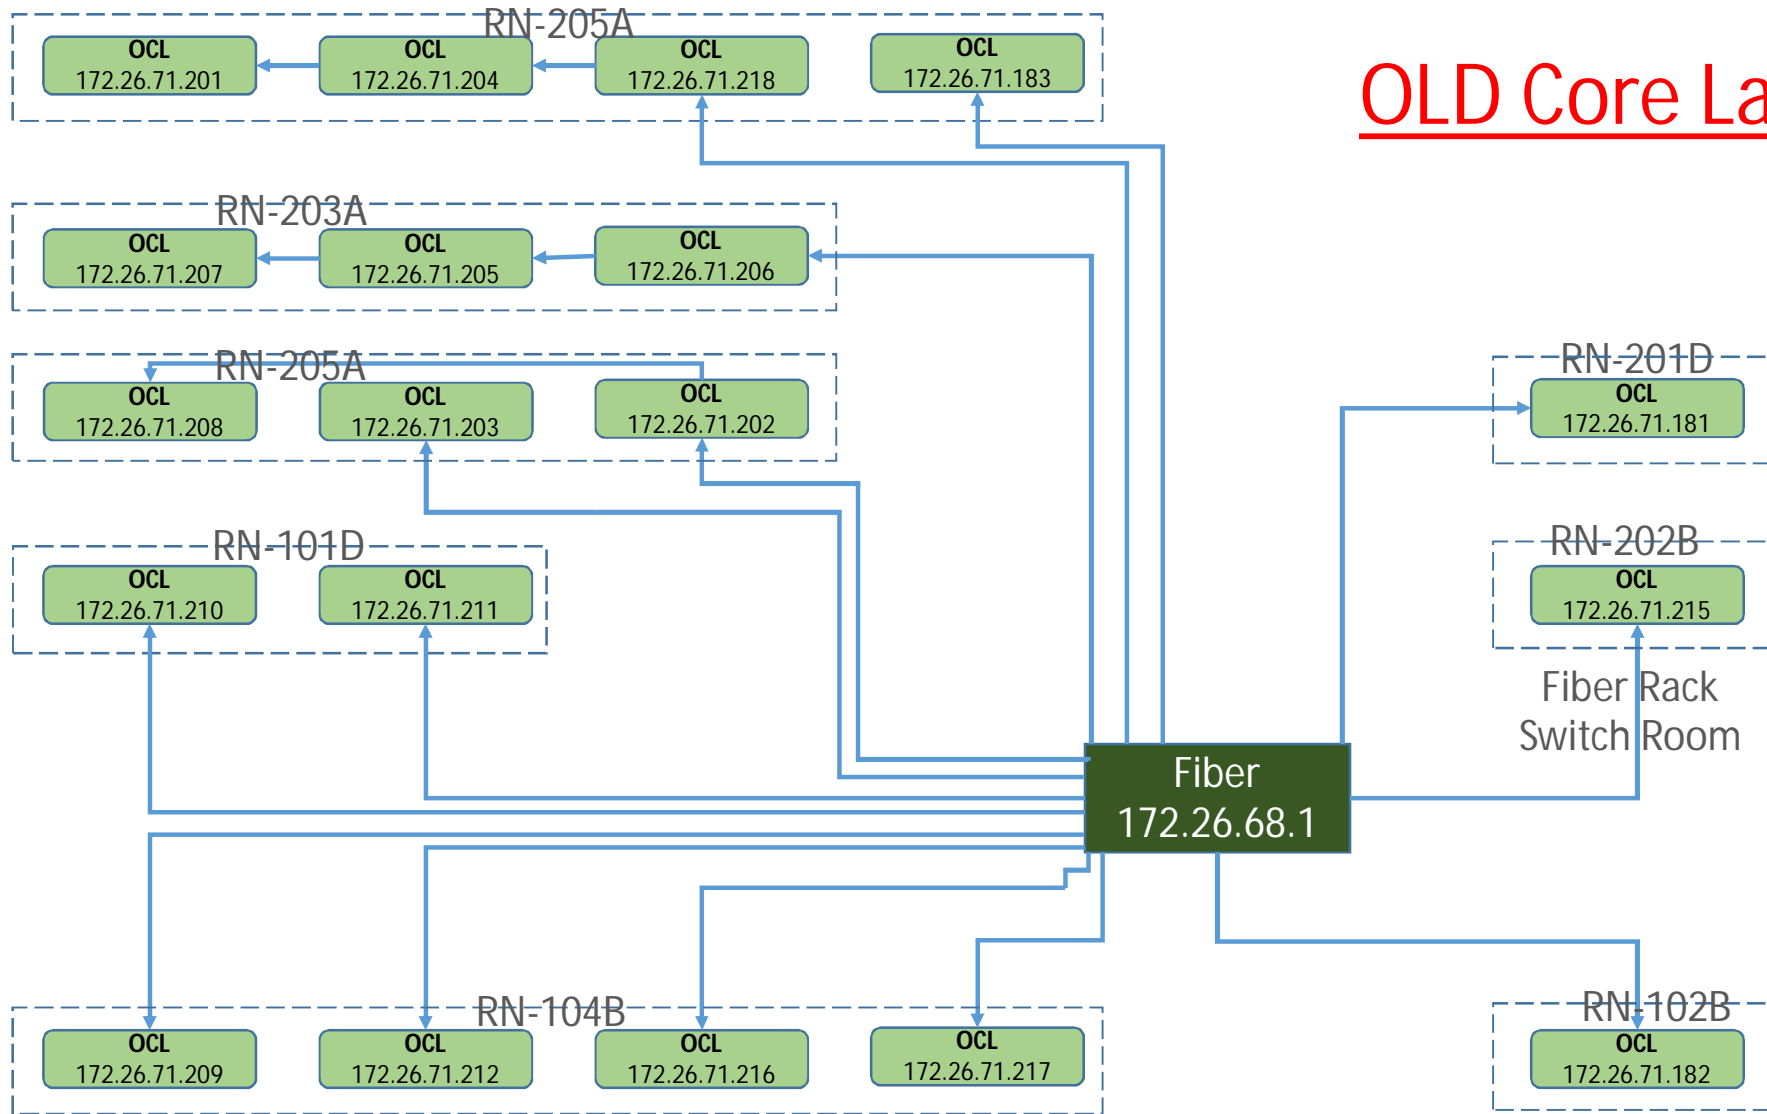 RN-205A
OCL
172.26.71.201
OCL
172.26.71.204
OCL
172.26.71.218
OCL
172.26.71.183
OLD Core La
RN-203A
OCL
172.26.71.207
OCL
172.26.71.205
OCL
172.26.71.206
RN-205A
OCL
172.26.71.208
OCL
172.26.71.203
OCL
172.26.71.202
RN-201D
OCL
172.26.71.181
RN-101D
OCL
172.26.71.210
OCL
172.26.71.211
RN-202B
OCL
172.26.71.215
Fiber Rack
Switch Room
Fiber
172.26.68.1
RN-104B
OCL
172.26.71.209
OCL
172.26.71.212
OCL
172.26.71.216
OCL
172.26.71.217
RN-102B
OCL
172.26.71.182